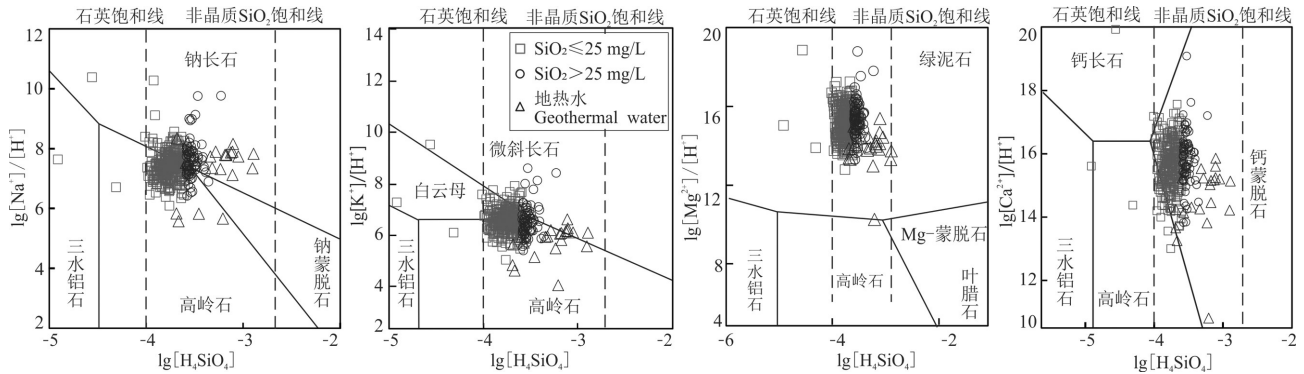 石英饱和线 非晶质SiO₂饱和线
12
10
8
6
4
2
lg[Na⁺]/[H⁺]
钠长石
三水铝石
高岭石
钠蒙脱石
-5 -4 -3 -2
lg[H₄SiO₄]
石英饱和线 非晶质SiO₂饱和线
14
12
10
8
6
4
2
lg[K⁺]/[H⁺]
SiO₂≤25 mg/L
SiO₂>25 mg/L
地热水
Geothermal water
微斜长石
白云母
三水铝石
高岭石
-5 -4 -3 -2 -1
lg[H₄SiO₄]
石英饱和线 非晶质SiO₂饱和线
20
16
12
8
4
lg[Mg²⁺]/[H⁺]
绿泥石
Mg-蒙脱石
三水铝石
高岭石
叶腊石
-6 -5 -4 -3 -2
lg[H₄SiO₄]
石英饱和线 非晶质SiO₂饱和线
20
18
16
14
12
10
lg[Ca²⁺]/[H⁺]
钙长石
钙蒙脱石
三水铝石
高岭石
-5 -4 -3 -2
lg[H₄SiO₄]